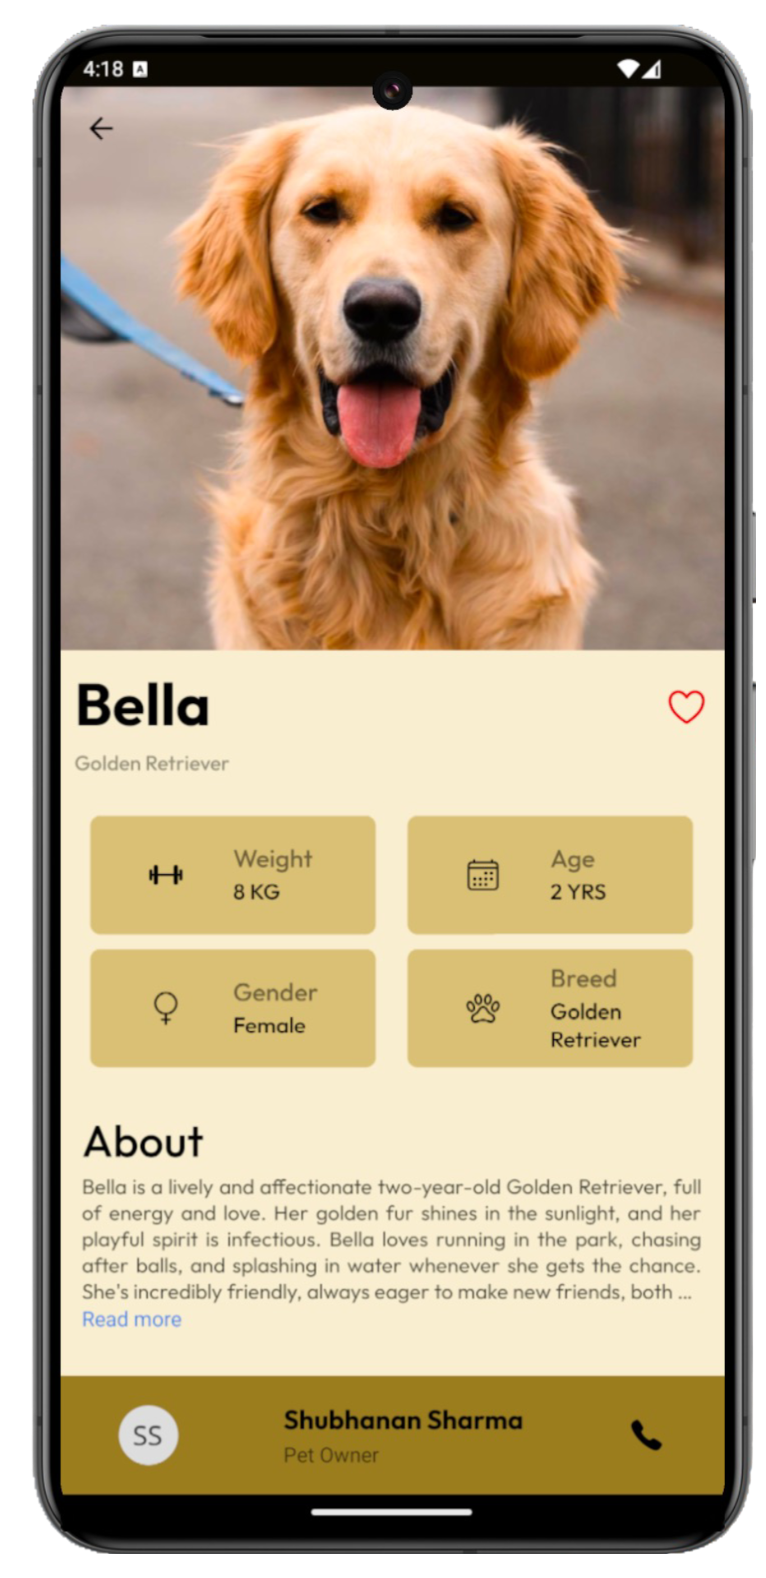 4:18 A
Bella
Golden Retriever
Weight
8 KG
Age
2 YRS
Gender
Female
Breed
Golden
Retriever
About
Bella is a lively and affectionate two-year-old Golden Retriever, full
of energy and love. Her golden fur shines in the sunlight, and her
playful spirit is infectious. Bella loves running in the park, chasing
after balls, and splashing in water whenever she gets the chance.
She's incredibly friendly, always eager to make new friends, both ...
Read more
SS
Shubhanan Sharma
Pet Owner